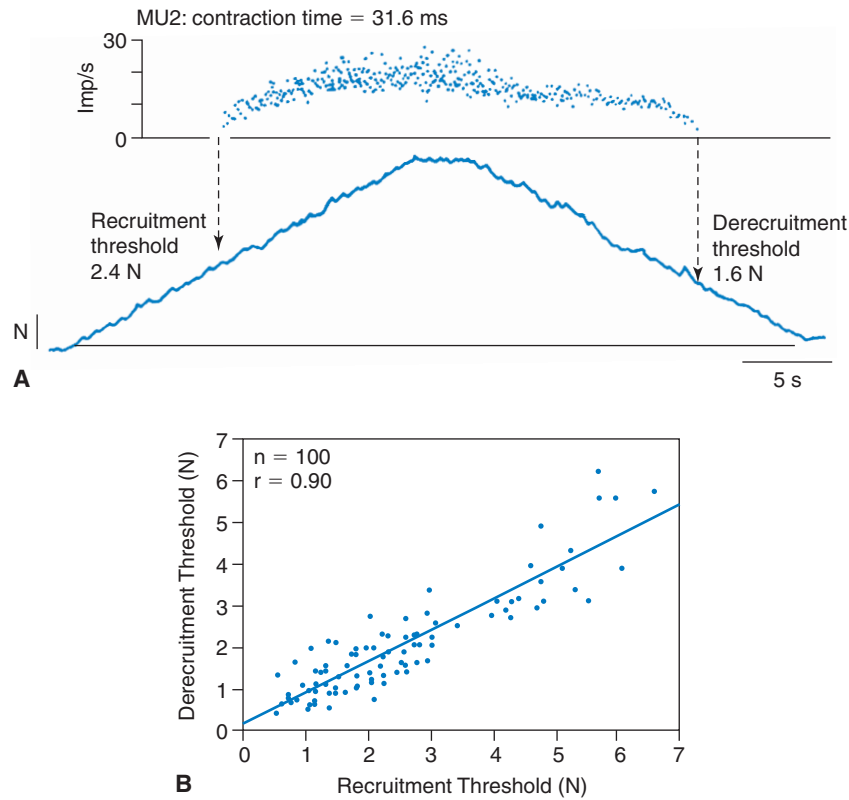 MU2: contraction time = 31.6 ms
30
Imp/s
0
Recruitment
threshold
2.4 N
Derecruitment
threshold
1.6 N
N
5 s
A
7
6
5
4
3
2
1
0
n = 100
r = 0.90
Derecruitment Threshold (N)
0 1 2 3 4 5 6 7
Recruitment Threshold (N)
B